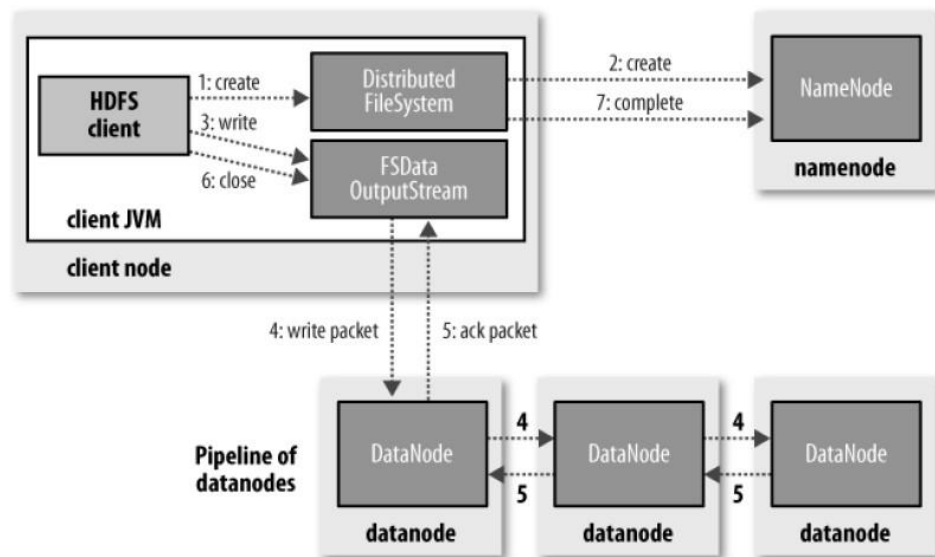 1: create
Distributed
FileSystem
2: create
NameNode
HDFS
client
7: complete
3: write
FSData
OutputStream
namenode
6: close
client JVM
client node
4: write packet
5: ack packet
Pipeline of
datanodes
DataNode
4
5
DataNode
4
5
DataNode
datanode
datanode
datanode